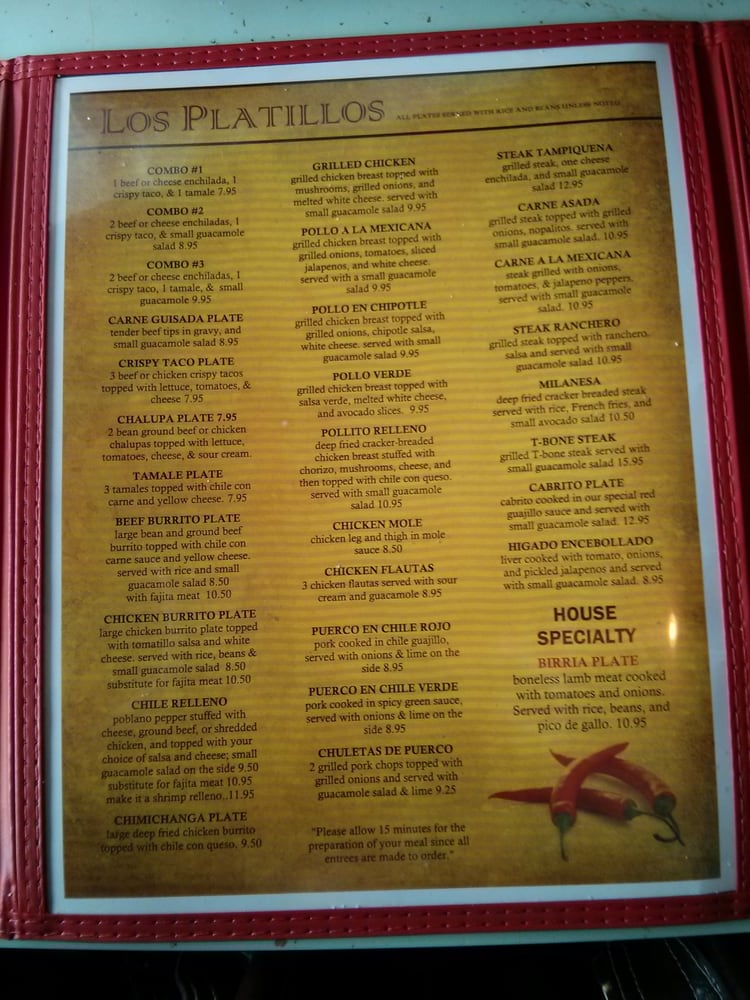 LOS PLATILLOS
ALL PLATES SERVED WITH RICE AND BEANS UNLESS NOTED
COMBO #1
1 beef or cheese enchilada, 1
crispy taco, & 1 tamale 7.95
COMBO #2
2 beef or cheese enchiladas, 1
crispy taco, & small guacamole
salad 8.95
COMBO #3
2 beef or cheese enchiladas, 1
crispy taco, 1 tamale, & small
guacamole 9.95
CARNE GUISADA PLATE
tender beef tips in gravy, and
small guacamole salad 8.95
CRISPY TACO PLATE
3 beef or chicken crispy tacos
topped with lettuce, tomatoes, &
cheese 7.95
CHALUPA PLATE 7.95
2 bean ground beef or chicken
chalupas topped with lettuce,
tomatoes, cheese, & sour cream.
TAMALE PLATE
3 tamales topped with chile con
carne and yellow cheese. 7.95
BEEF BURRITO PLATE
large bean and ground beef
burrito topped with chile con
carne sauce and yellow cheese.
served with rice and small
guacamole salad 8.50
with fajita meat 10.50
CHICKEN BURRITO PLATE
large chicken burrito plate topped
with tomatillo salsa and white
cheese. served with rice, beans &
small guacamole salad 8.50
substitute for fajita meat 10.50
CHILE RELLENO
poblano pepper stuffed with
cheese, ground beef, or shredded
chicken, and topped with your
choice of salsa and cheese; small
guacamole salad on the side 9.50
substitute for fajita meat 10.95
make it a shrimp relleno..11.95
CHIMICHANGA PLATE
large deep fried chicken burrito
topped with chile con queso. 9.50
GRILLED CHICKEN
grilled chicken breast topped with
mushrooms, grilled onions, and
melted white cheese. served with
small guacamole salad 9.95
POLLO A LA MEXICANA
grilled chicken breast topped with
grilled onions, tomatoes, sliced
jalapenos, and white cheese.
served with a small guacamole
salad 9.95
POLLO EN CHIPOTLE
grilled chicken breast topped with
grilled onions, chipotle salsa,
white cheese. served with small
guacamole salad 9.95
POLLO VERDE
grilled chicken breast topped with
salsa verde, melted white cheese,
and avocado slices. 9.95
POLLITO RELLENO
deep fried cracker-breaded
chicken breast stuffed with
chorizo, mushrooms, cheese, and
then topped with chile con queso.
served with small guacamole
salad 10.95
CHICKEN MOLE
chicken leg and thigh in mole
sauce 8.50
CHICKEN FLAUTAS
3 chicken flautas served with sour
cream and guacamole 8.95
PUERCO EN CHILE ROJO
pork cooked in chile guajillo,
served with onions & lime on the
side 8.95
PUERCO EN CHILE VERDE
pork cooked in spicy green sauce,
served with onions & lime on the
side 8.95
CHULETAS DE PUERCO
2 grilled pork chops topped with
grilled onions and served with
guacamole salad & lime 9.25
"Please allow 15 minutes for the
preparation of your meal since all
entrees are made to order."
STEAK TAMPIQUENA
grilled steak, one cheese
enchilada, and small guacamole
salad 12.95
CARNE ASADA
grilled steak topped with grilled
onions, nopalitos. served with
small guacamole salad. 10.95
CARNE A LA MEXICANA
steak grilled with onions,
tomatoes, & jalapeno peppers.
served with small guacamole
salad. 10.95
STEAK RANCHERO
grilled steak topped with ranchero.
salsa and served with small
guacamole salad 10.95
MILANESA
deep fried cracker breaded steak
served with rice, French fries, and
small avocado salad 10.50
T-BONE STEAK
grilled T-bone steak served with
small guacamole salad 15.95
CABRITO PLATE
cabrito cooked in our special red
guajillo sauce and served with
small guacamole salad. 12.95
HIGADO ENCEBOLLADO
liver cooked with tomato, onions,
and pickled jalapenos and served
with small guacamole salad. 8.95
HOUSE
SPECIALTY
BIRRIA PLATE
boneless lamb meat cooked
with tomatoes and onions.
Served with rice, beans, and
pico de gallo. 10.95